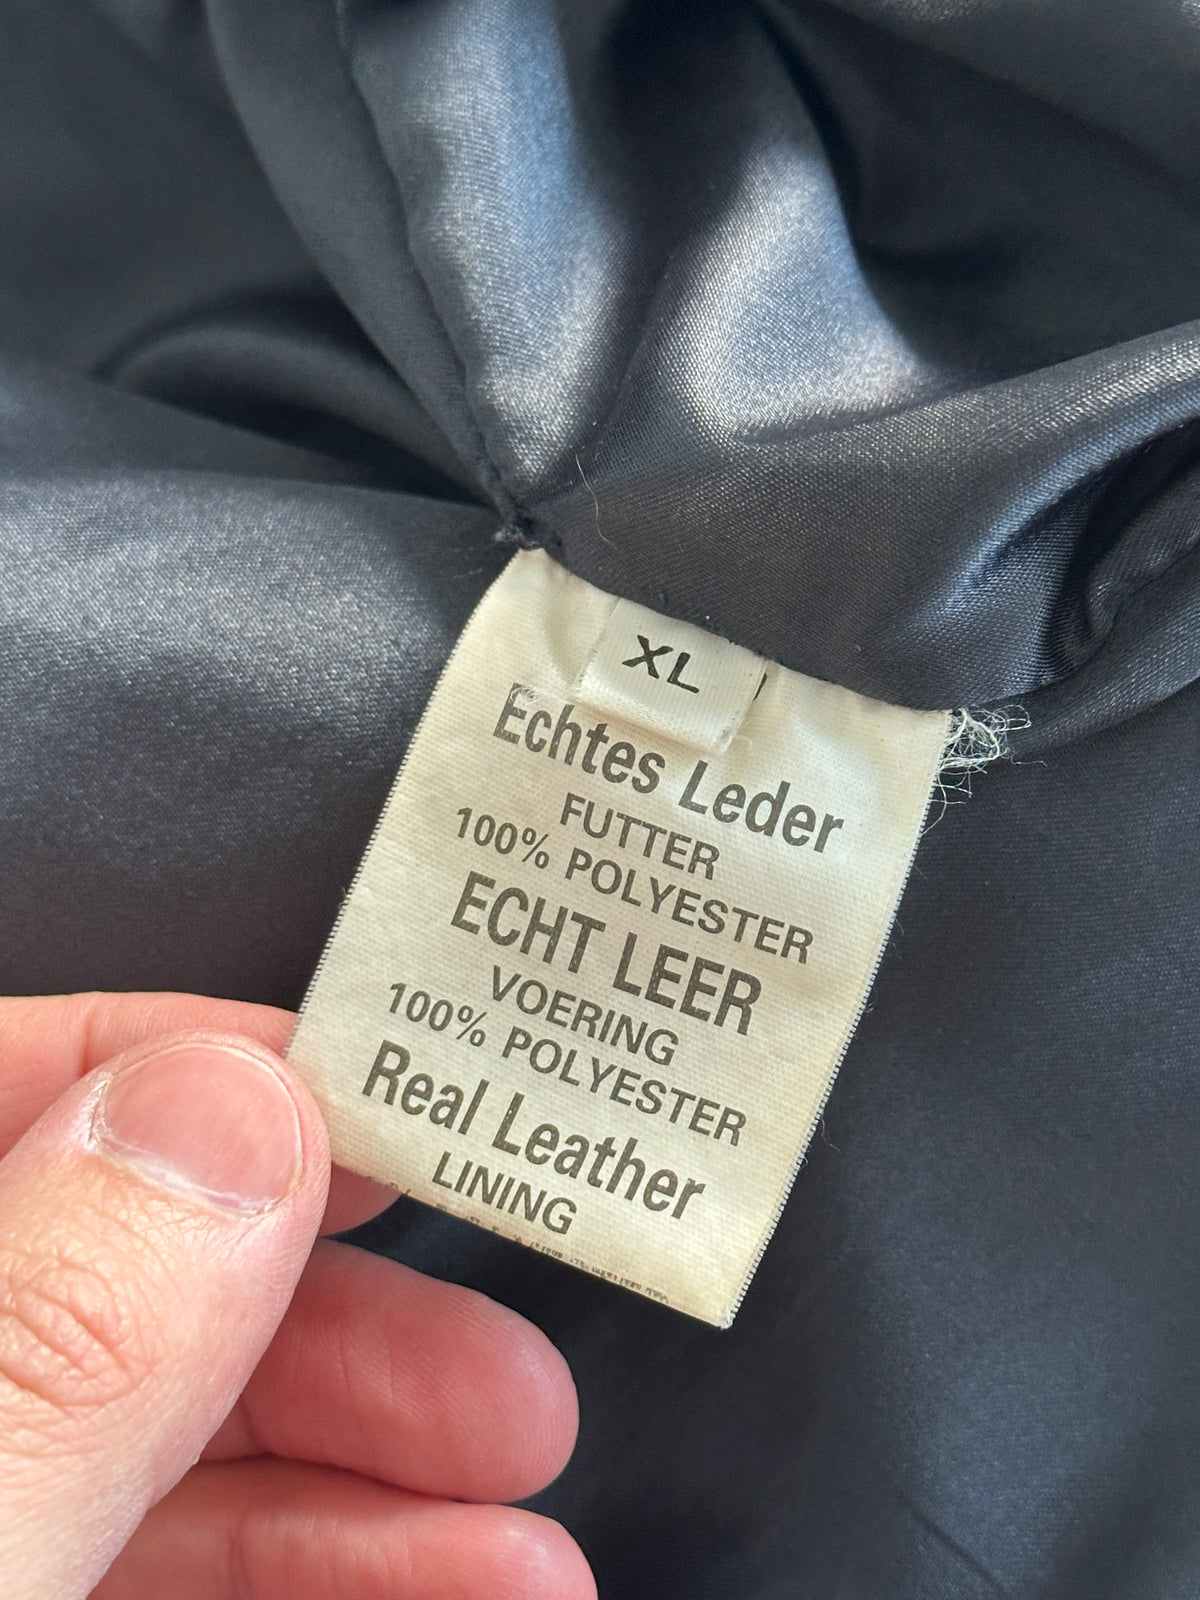 XL
Echtes Leder
FUTTER
100% POLYESTER
ECHT LEER
VOERING
100% POLYESTER
Real Leather
LINING